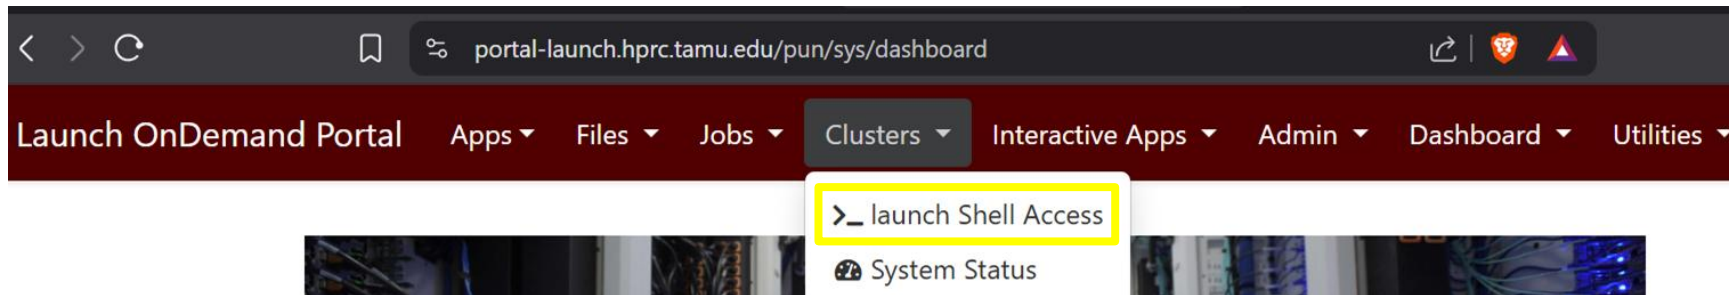 portal-launch.hprc.tamu.edu/pun/sys/dashboard
Launch OnDemand Portal Apps Files Jobs Clusters Interactive Apps Admin Dashboard Utilities
launch Shell Access
System Status